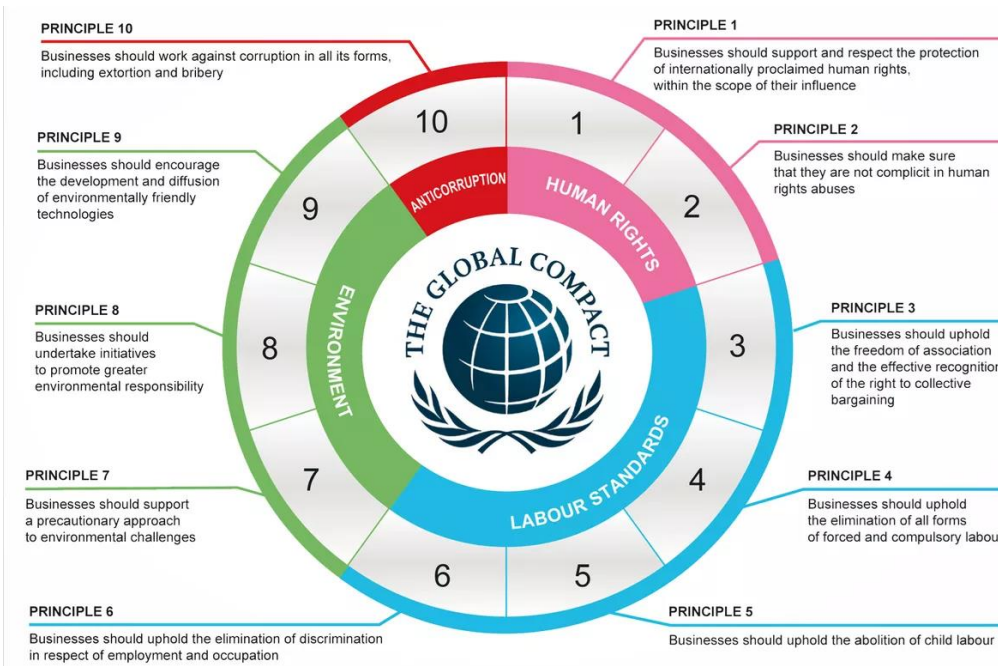 PRINCIPLE 10
Businesses should work against corruption in all its forms,
including extortion and bribery
PRINCIPLE 1
Businesses should support and respect the protection
of internationally proclaimed human rights,
within the scope of their influence
PRINCIPLE 9
Businesses should encourage
the development and diffusion
of environmentally friendly
technologies
PRINCIPLE 2
Businesses should make sure
that they are not complicit in human
rights abuses
PRINCIPLE 8
Businesses should
undertake initiatives
to promote greater
environmental responsibility
PRINCIPLE 3
Businesses should uphold
the freedom of association
and the effective recognition
of the right to collective
bargaining
PRINCIPLE 7
Businesses should support
a precautionary approach
to environmental challenges
PRINCIPLE 4
Businesses should uphold
the elimination of all forms
of forced and compulsory labou
PRINCIPLE 6
Businesses should uphold the elimination of discrimination
in respect of employment and occupation
PRINCIPLE 5
Businesses should uphold the abolition of child labour
10
1
9
2
8
3
7
4
6
5
ANTICORRUPTION
HUMAN RIGHTS
ENVIRONMENT
LABOUR STANDARDS
THE GLOBAL COMPACT